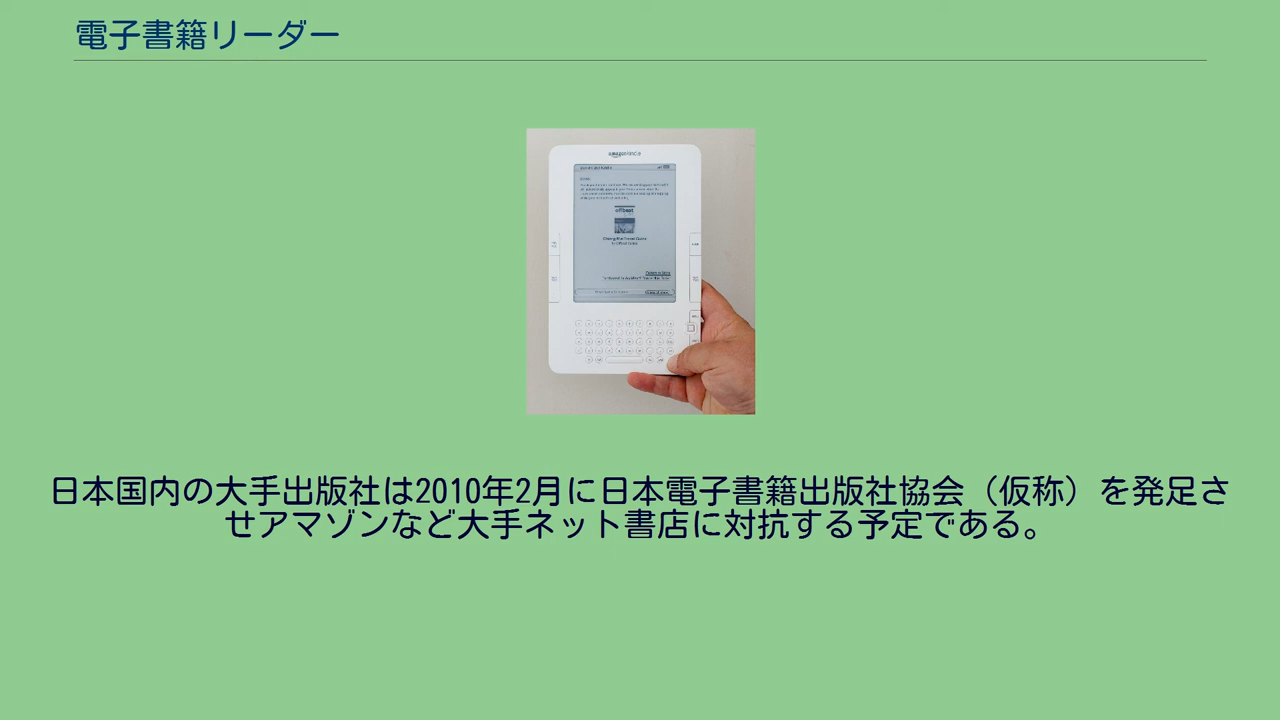 電子書籍リーダー
amazonkindle
日本国内の大手出版社は2010年2月に日本電子書籍出版社協会（仮称）を発足さ
せアマゾンなど大手ネット書店に対抗する予定である。